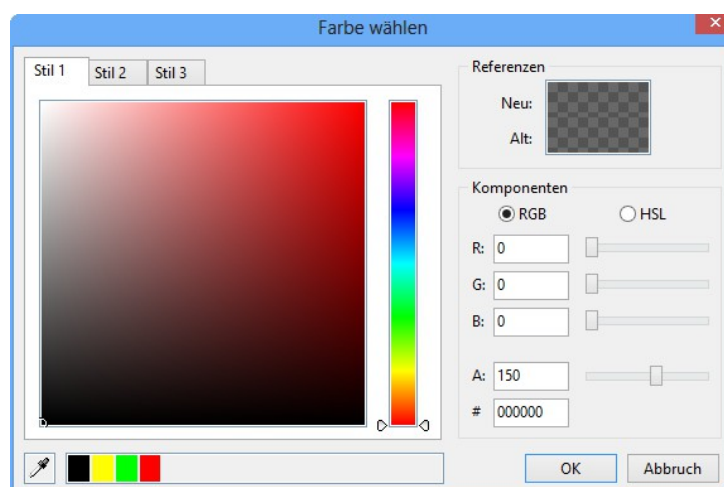 Farbe wählen
Stil 1 Stil 2 Stil 3
Referenzen
Neu:
Alt:
Komponenten
RGB HSL
R: 0
G: 0
B: 0
A: 150
# 000000
OK Abbruch